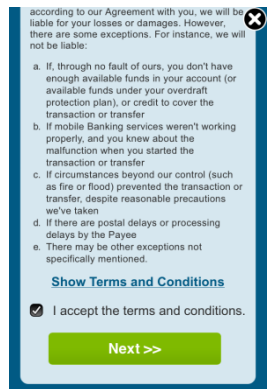 according to our Agreement with you, we will be
liable for your losses or damages. However,
there are some exceptions. For instance, we will
not be liable:
a. If, through no fault of ours, you don't have
enough available funds in your account (or
available funds under your overdraft
protection plan), or credit to cover the
transaction or transfer
b. If mobile Banking services weren't working
properly, and you knew about the
malfunction when you started the
transaction or transfer
c. If circumstances beyond our control (such
as fire or flood) prevented the transaction or
transfer, despite reasonable precautions
we've taken
d. If there are postal delays or processing
delays by the Payee
e. There may be other exceptions not
specifically mentioned.
Show Terms and Conditions
I accept the terms and conditions.
Next >>